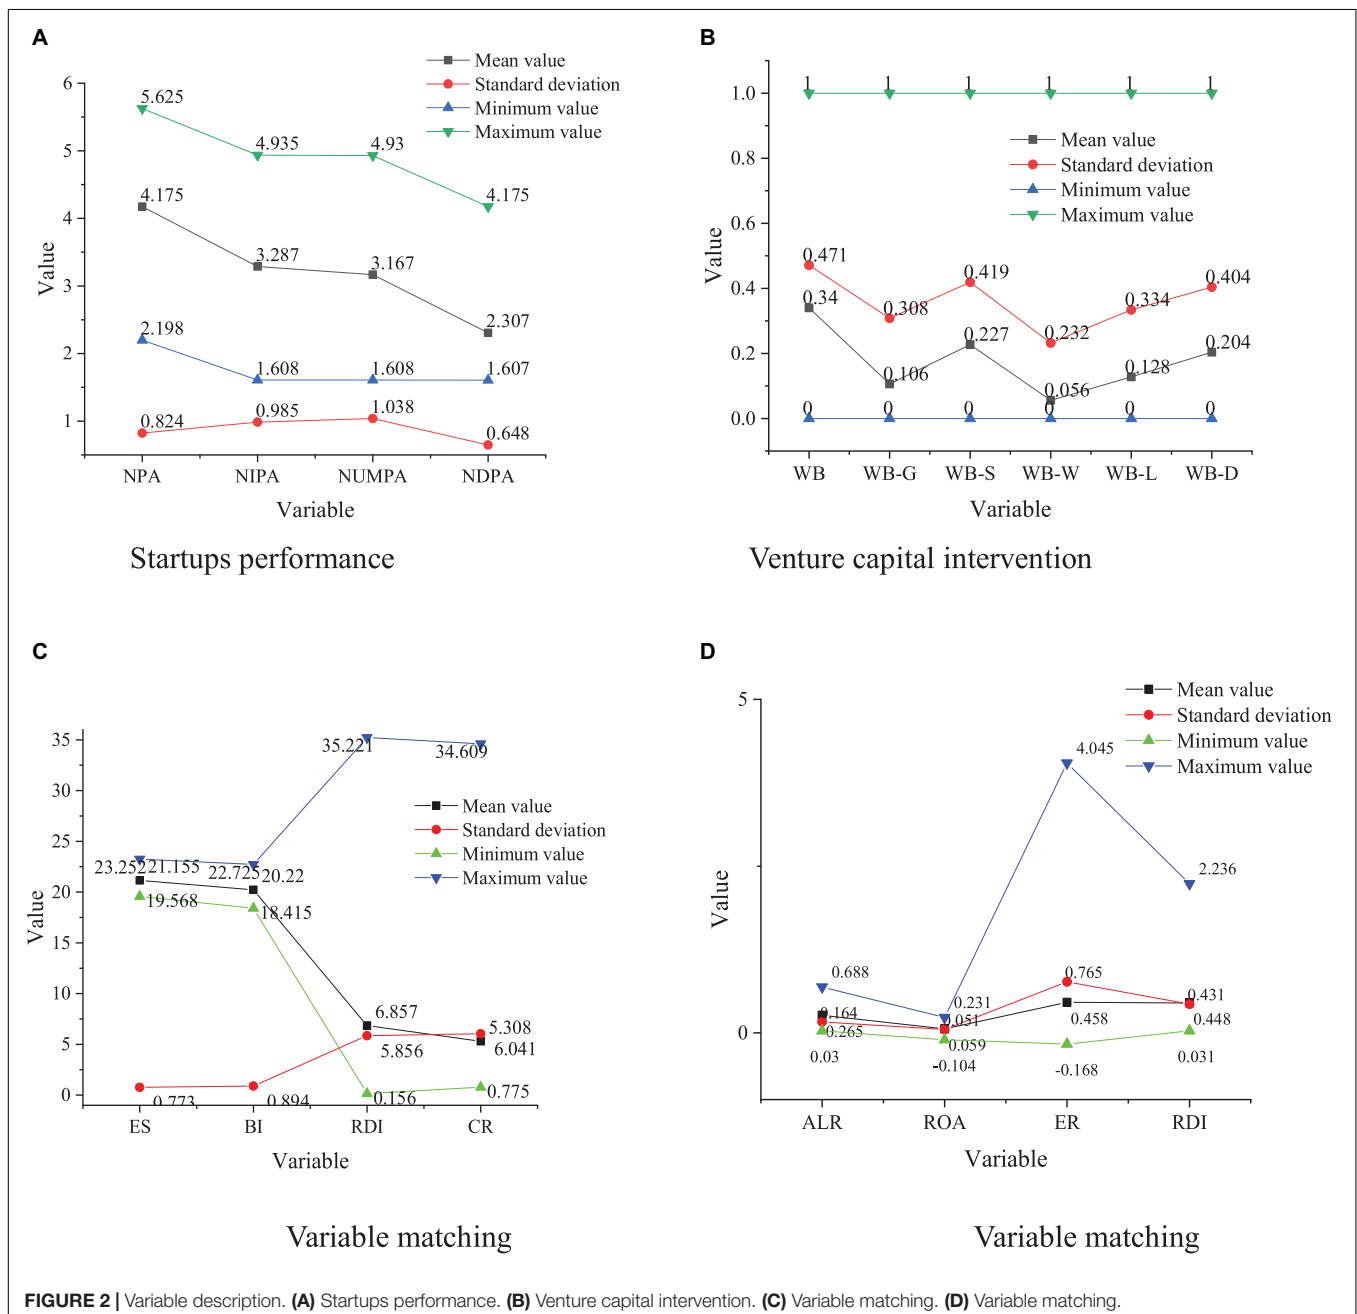 A
Mean value
Standard deviation
Minimum value
Maximum value
6
5
4
3
2
1
Value
5.625
4.935
4.93
4.175
4.175
3.287
3.167
2.307
2.198
1.608
1.608
1.607
0.824
0.985
1.038
0.648
NPA
NIPA
NUMPA
NDPA
Variable
Startups performance
B
1.0
0.8
0.6
0.4
0.2
0.0
Value
1
1
1
1
1
1
Mean value
Standard deviation
Minimum value
Maximum value
0.471
0.308
0.419
0.232
0.334
0.404
0.34
0.106
0.227
0.056
0.128
0.204
0
0
0
0
0
0
WB
WB-G
WB-S
WB-W
WB-L
WB-D
Variable
Venture capital intervention
C
35
30
25
20
15
10
5
0
Value
35.221
34.609
Mean value
Standard deviation
Minimum value
Maximum value
23.252
21.155
22.725
20.22
19.568
18.415
6.857
5.308
5.856
6.041
0.773
0.894
0.156
0.775
ES
BI
RDI
CR
Variable
Variable matching
D
Mean value
Standard deviation
Minimum value
Maximum value
5
0
Value
4.045
2.236
0.688
0.231
0.765
0.431
0.164
0.051
0.458
0.448
0.265
0.059
0.03
-0.104
-0.168
0.031
ALR
ROA
ER
RDI
Variable
Variable matching
FIGURE 2 | Variable description. (A) Startups performance. (B) Venture capital intervention. (C) Variable matching. (D) Variable matching.